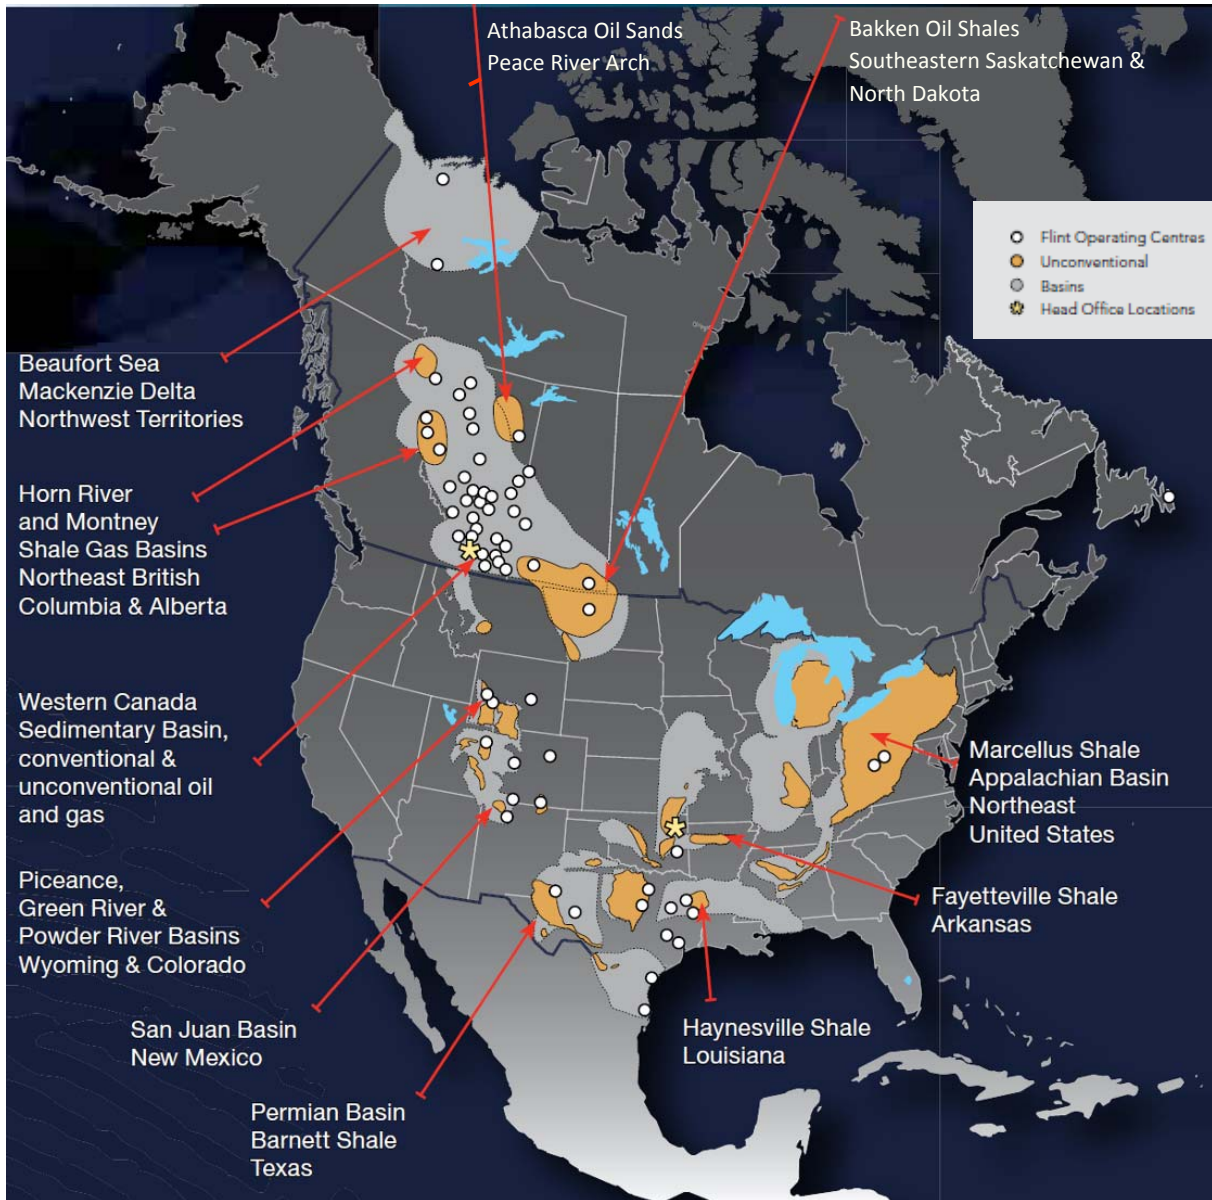 Athabasca Oil Sands
Peace River Arch
Bakken Oil Shales
Southeastern Saskatchewan &
North Dakota
Flint Operating Centres
Unconventional
Basins
Head Office Locations
Beaufort Sea
Mackenzie Delta
Northwest Territories
Horn River
and Montney
Shale Gas Basins
Northeast British
Columbia & Alberta
Western Canada
Sedimentary Basin,
conventional &
unconventional oil
and gas
Marcellus Shale
Appalachian Basin
Northeast
United States
Piceance,
Green River &
Powder River Basins
Wyoming & Colorado
Fayetteville Shale
Arkansas
San Juan Basin
New Mexico
Haynesville Shale
Louisiana
Permian Basin
Barnett Shale
Texas